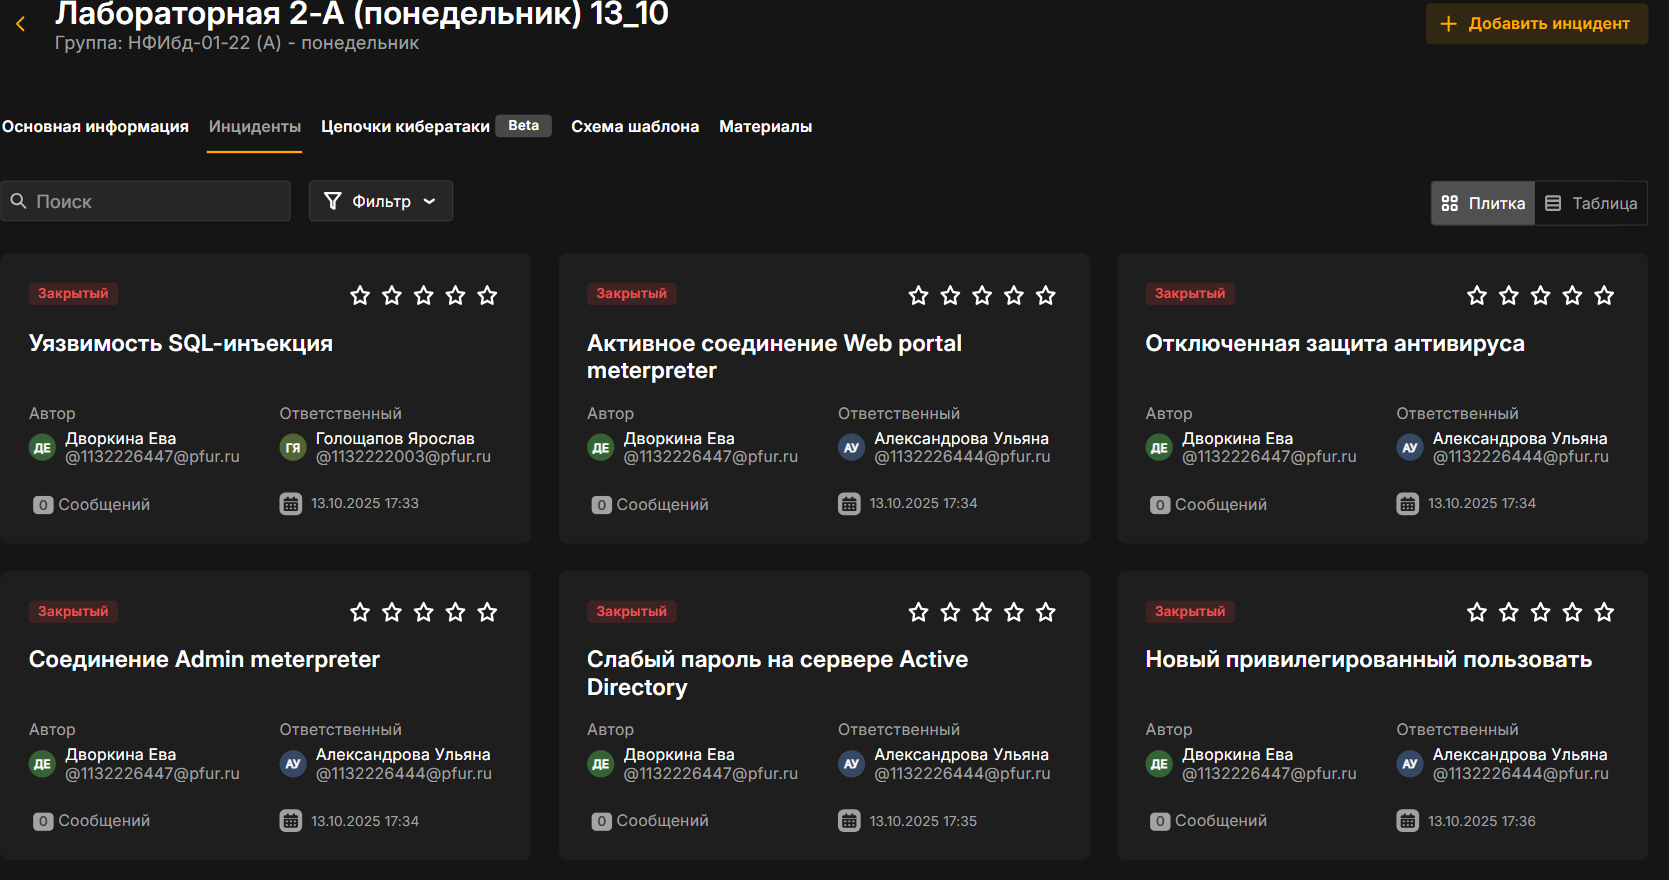 Лабораторная 2-А (понедельник) 13_10
Группа: НФИбд-01-22 (А) - понедельник
Добавить инцидент
Основная информация Инциденты Цепочки кибератаки Beta Схема шаблона Материалы
Поиск Фильтр Плитка Таблица
Закрытый
Уязвимость SQL-инъекция
Автор Ответственный
ДЕ Дворкина Ева ГЯ Голощапов Ярослав
@1132226447@pfur.ru @1132222003@pfur.ru
0 Сообщений 13.10.2025 17:33
Закрытый
Активное соединение Web portal
meterpreter
Автор Ответственный
ДЕ Дворкина Ева АУ Александрова Ульяна
@1132226447@pfur.ru @1132226444@pfur.ru
0 Сообщений 13.10.2025 17:34
Закрытый
Отключенная защита антивируса
Автор Ответственный
ДЕ Дворкина Ева АУ Александрова Ульяна
@1132226447@pfur.ru @1132226444@pfur.ru
0 Сообщений 13.10.2025 17:34
Закрытый
Соединение Admin meterpreter
Автор Ответственный
ДЕ Дворкина Ева АУ Александрова Ульяна
@1132226447@pfur.ru @1132226444@pfur.ru
0 Сообщений 13.10.2025 17:34
Закрытый
Слабый пароль на сервере Active
Directory
Автор Ответственный
ДЕ Дворкина Ева АУ Александрова Ульяна
@1132226447@pfur.ru @1132226444@pfur.ru
0 Сообщений 13.10.2025 17:35
Закрытый
Новый привилегированный пользовать
Автор Ответственный
ДЕ Дворкина Ева АУ Александрова Ульяна
@1132226447@pfur.ru @1132226444@pfur.ru
0 Сообщений 13.10.2025 17:36